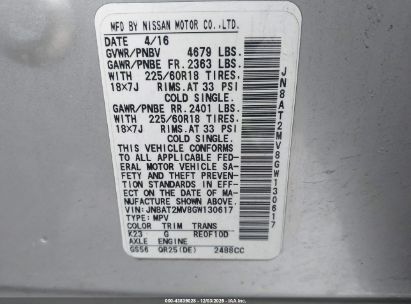 MFD BY NISSAN MOTOR CO.,LTD.
DATE 4/16
GVWR/PNBV 4679 LBS.
GAWR/PNBE FR. 2363 LBS.
WITH 225/60R18 TIRES,
18×7J RIMS,AT 33 PSI
COLD SINGLE.
GAWR/PNBE RR. 2401 LBS.
WITH 225/60R18 TIRES,
18×7J RIMS,AT 33 PSI
COLD SINGLE.
THIS VEHICLE CONFORMS
TO ALL APPLICABLE FED-
ERAL MOTOR VEHICLE SA-
FETY AND THEFT PREVEN-
TION STANDARDS IN EFF-
ECT ON THE DATE OF MA-
NUFACTURE SHOWN ABOVE.
VIN:JN8AT2MV8GW130617
TYPE: MPV
COLOR TRIM TRANS
K23 G RE0F10D
AXLE ENGINE
GS56 QR25(DE) 2488CC
JN8AT2MV8GW130617